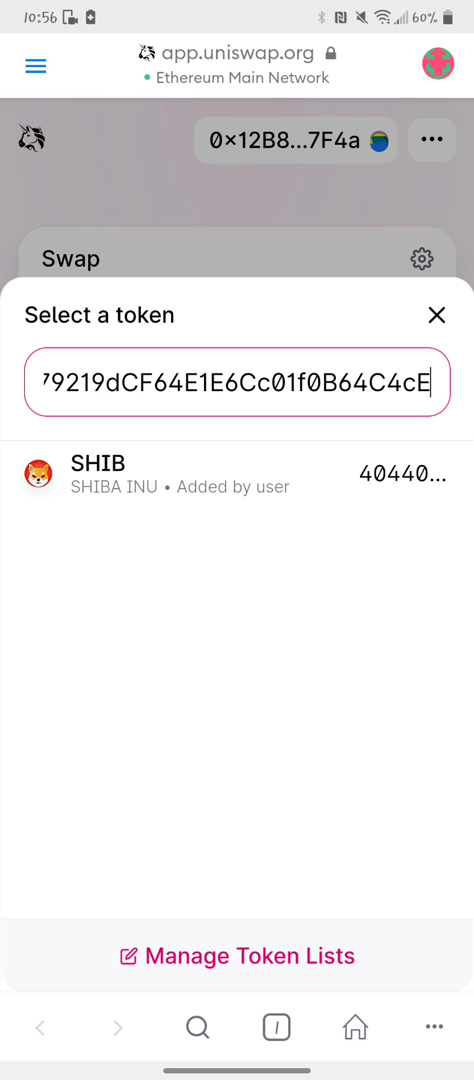 10:56 60%
app.uniswap.org
Ethereum Main Network
0x12B8...7F4a
Swap
Select a token
79219dCF64E1E6Cc01f0B64C4cE
SHIB 40440...
SHIBA INU • Added by user
Manage Token Lists